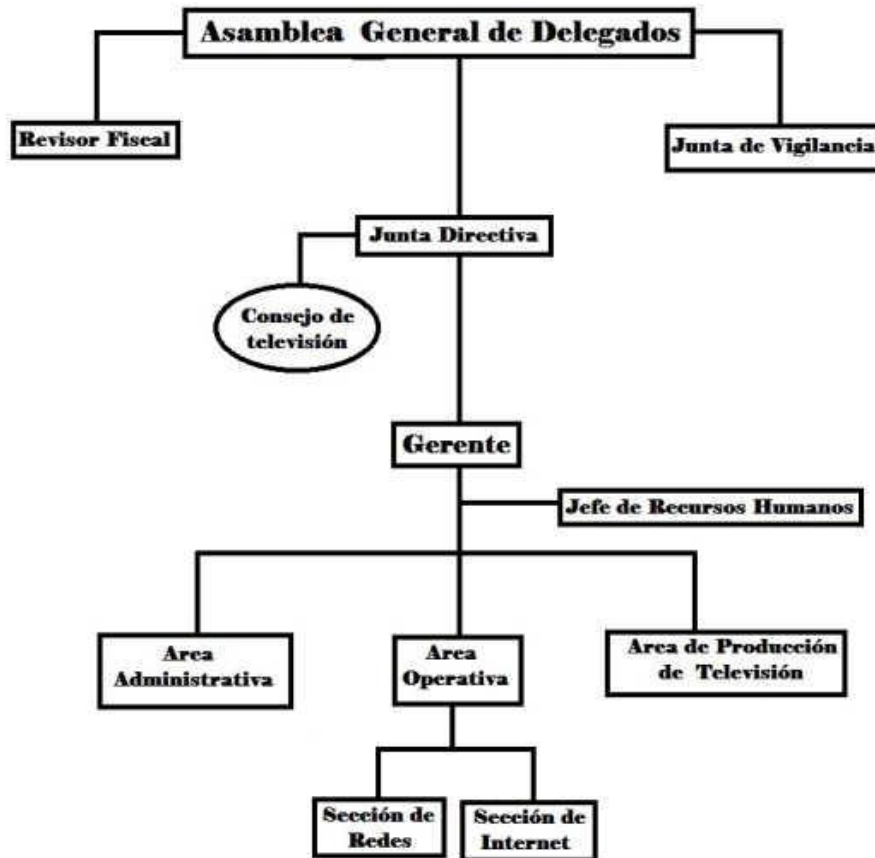 Asamblea General de Delegados
Revisor Fiscal
Junta de Vigilancia
Junta Directiva
Consejo de
televisión
Gerente
Jefe de Recursos Humanos
Area
Administrativa
Area
Operativa
Area de Producción
de Televisión
Sección de
Redes
Sección de
Internet